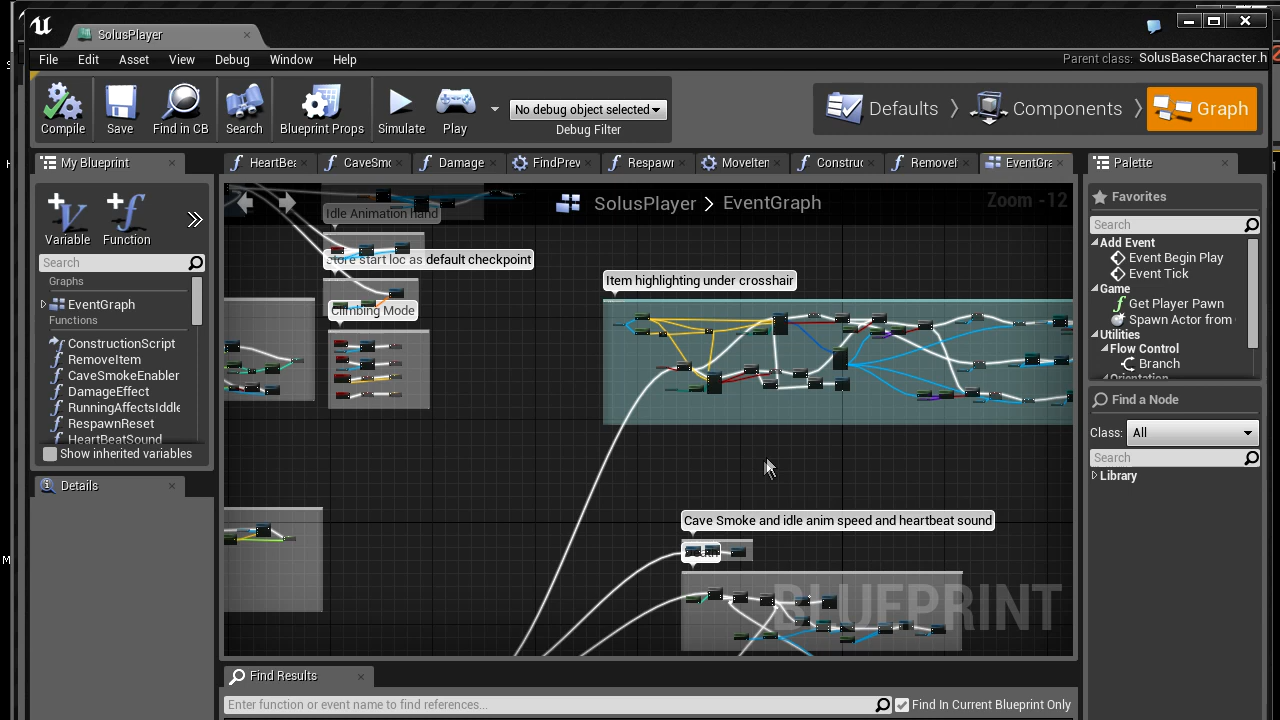 SolusPlayer
File Edit Asset View Debug Window Help
Parent class: SolusBaseCharacter.h
Compile Save Find in CB Search Blueprint Props Simulate Play
No debug object selected
Debug Filter
Defaults Components Graph
My Blueprint
HeartBea CaveSmo Damage FindPrev Respawn MoveItem Construc RemoveI EventGra
Palette
Variable Function
Search
Graphs
EventGraph
Functions
ConstructionScript
RemoveItem
CaveSmokeEnabler
DamageEffect
RunningAffectsIddle
RespawnReset
HeartBeatSound
Show inherited variables
Details
SolusPlayer > EventGraph
Zoom -12
Idle Animation hand
Store start loc as default checkpoint
Climbing Mode
Item highlighting under crosshair
Cave Smoke and idle anim speed and heartbeat sound
BLUEPRINT
Favorites
Search
Add Event
Event Begin Play
Event Tick
Game
Get Player Pawn
Spawn Actor from
Utilities
Flow Control
Branch
Find a Node
Class: All
Search
Library
Find Results
Enter function or event name to find references...
Find In Current Blueprint Only